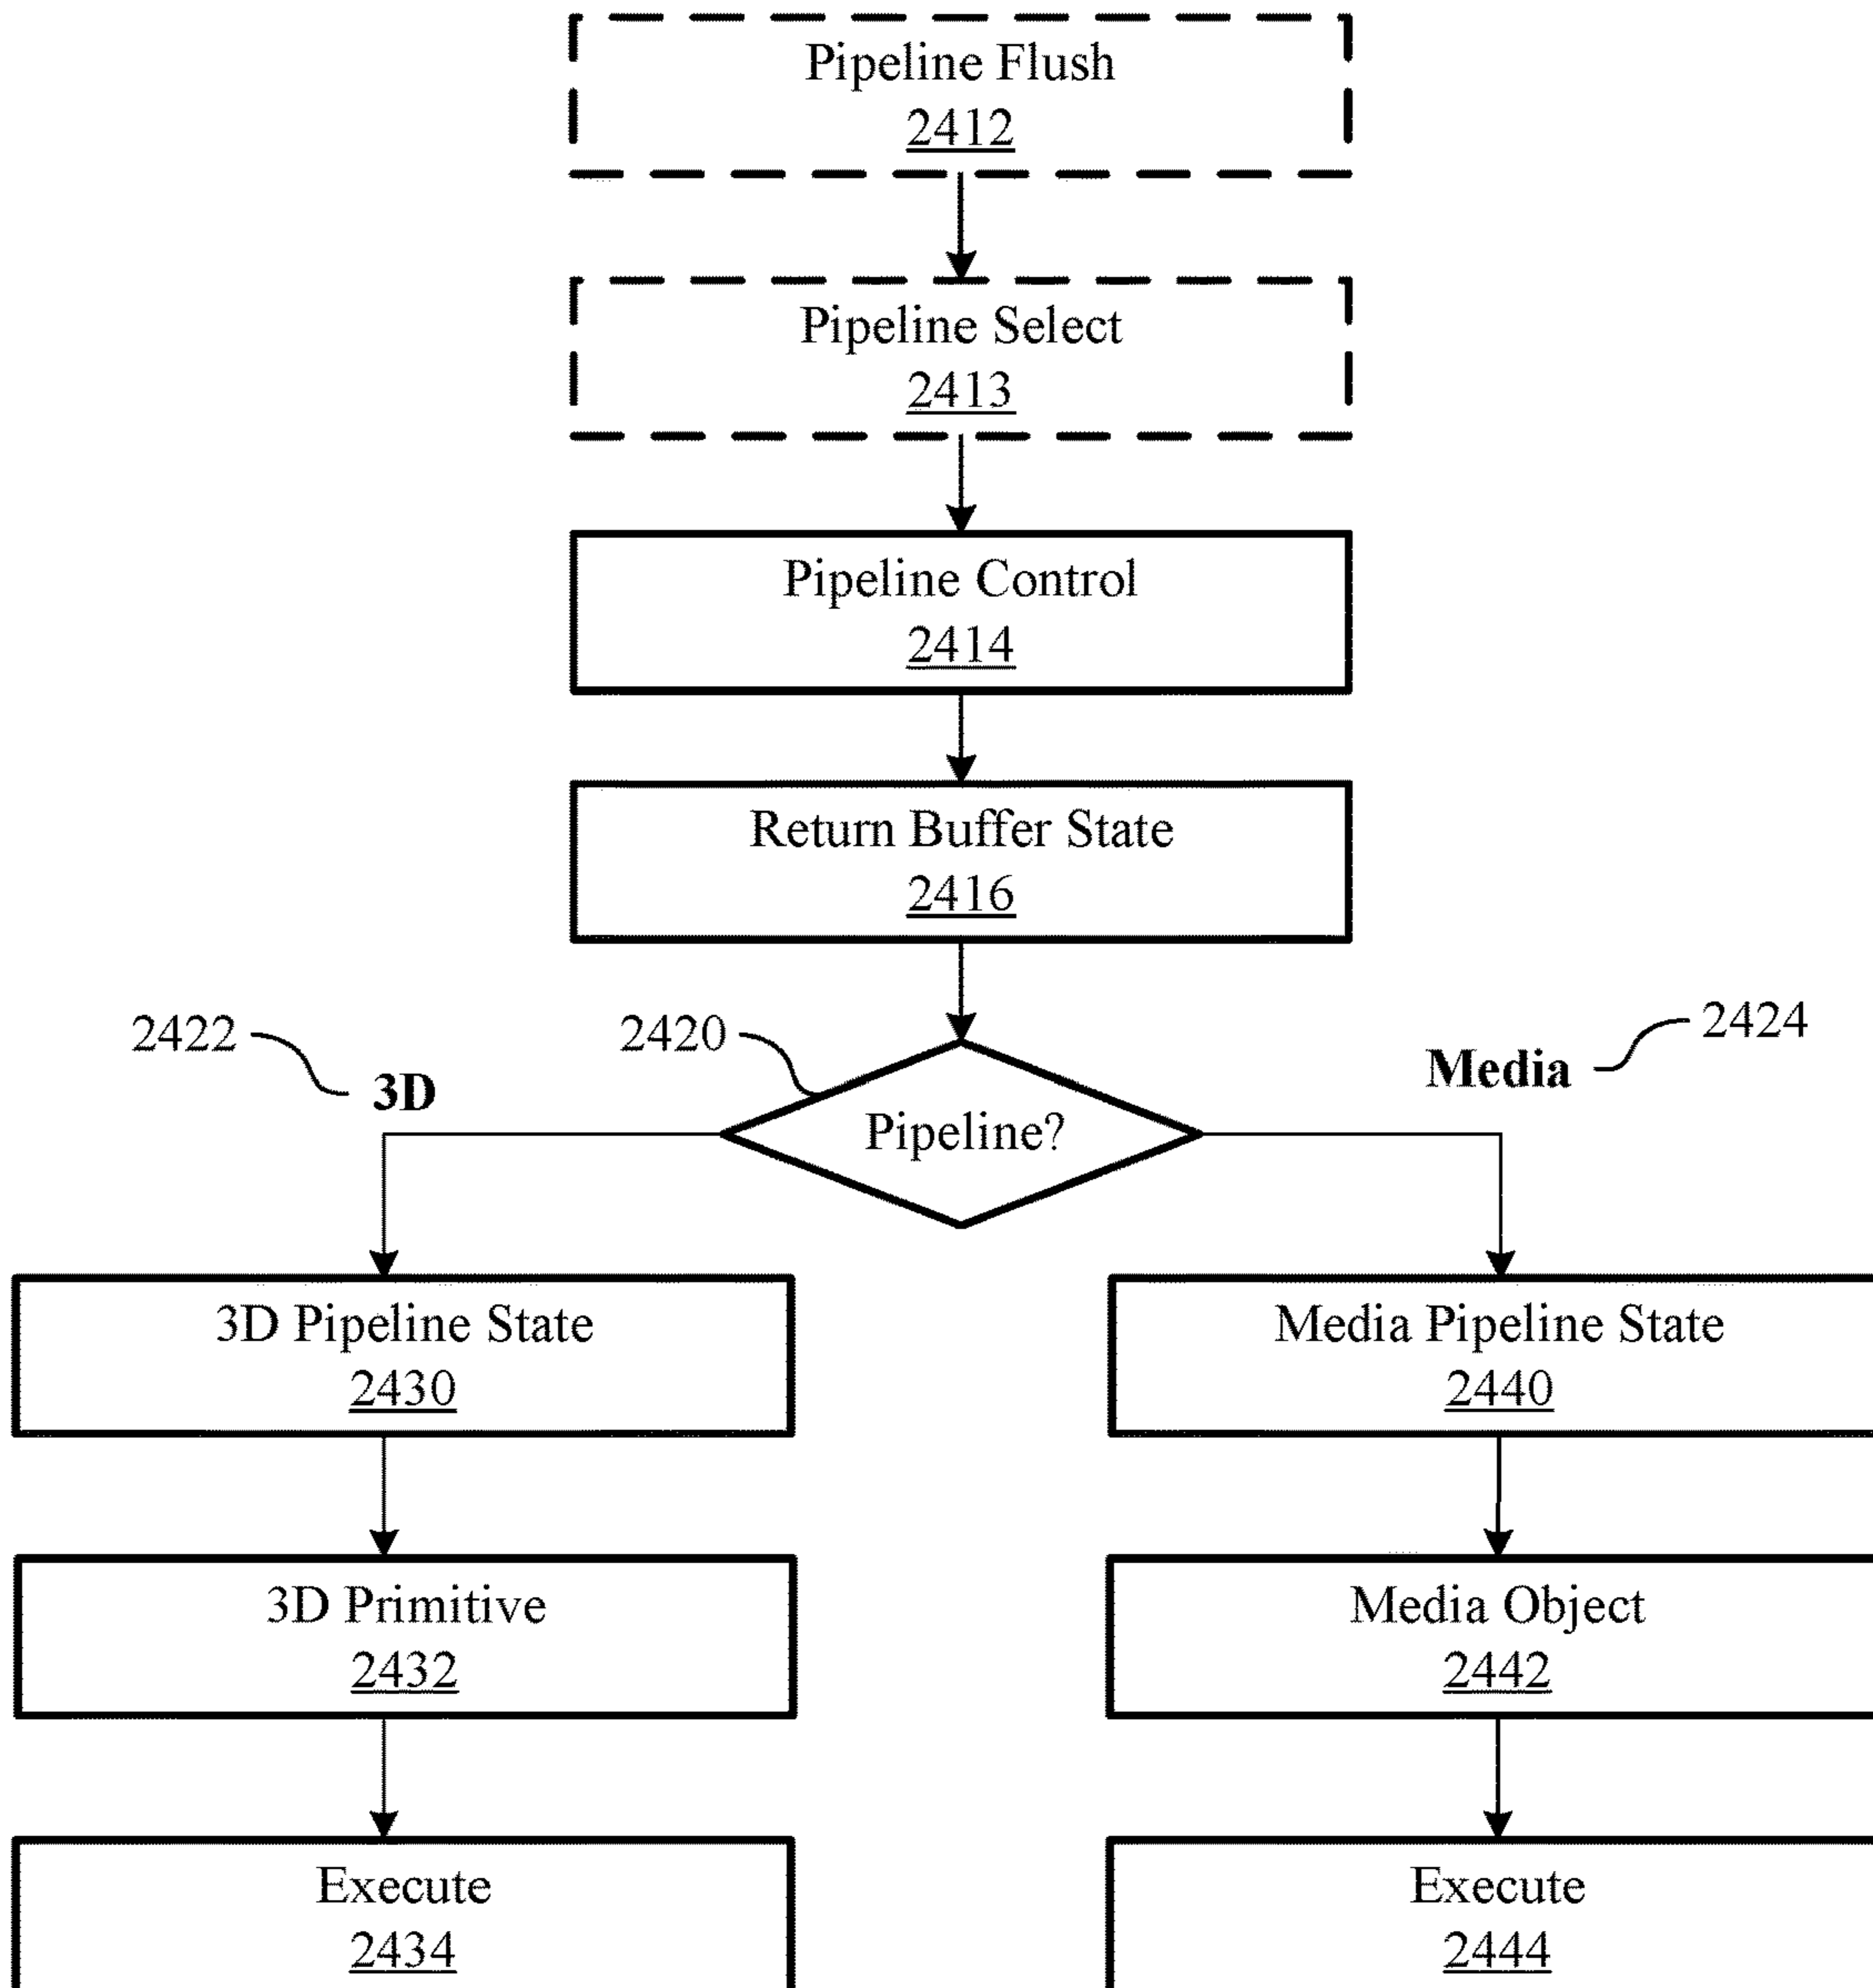 Pipeline Flush
2412
Pipeline Select
2413
Pipeline Control
2414
Return Buffer State
2416
2422
2420
2424
3D
Media
Pipeline?
3D Pipeline State
2430
Media Pipeline State
2440
3D Primitive
2432
Media Object
2442
Execute
2434
Execute
2444